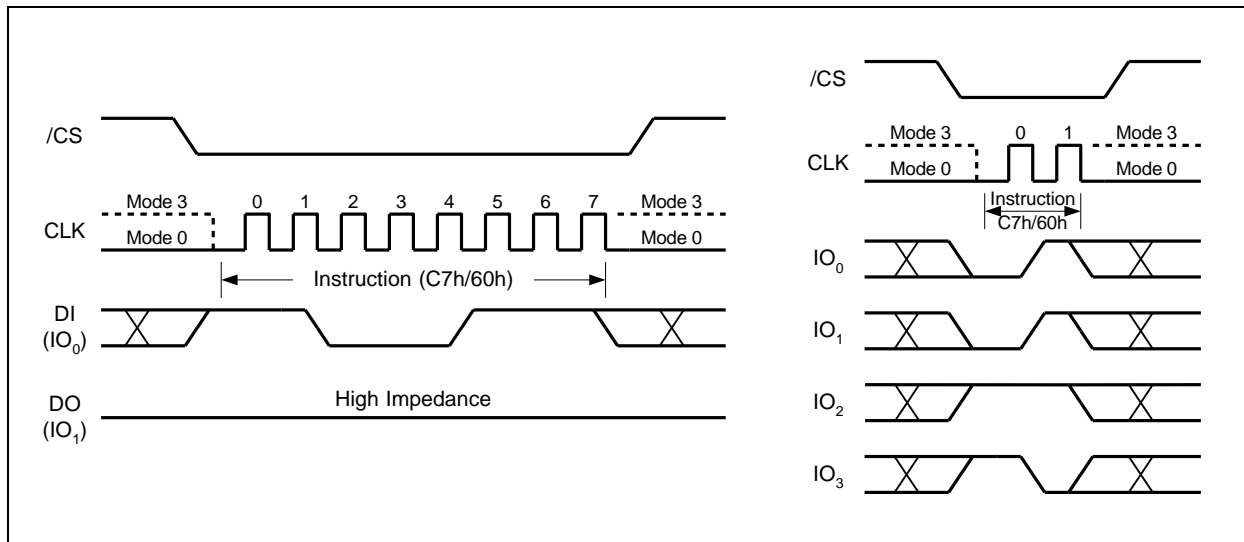 /CS
Mode 3
0 1 2 3 4 5 6 7
Mode 3
CLK
Mode 0
Mode 0
Instruction (C7h/60h)
DI
(IO0)
High Impedance
DO
(IO1)
/CS
Mode 3
0 1
Mode 3
CLK
Mode 0
Mode 0
Instruction
C7h/60h
IO0
IO1
IO2
IO3